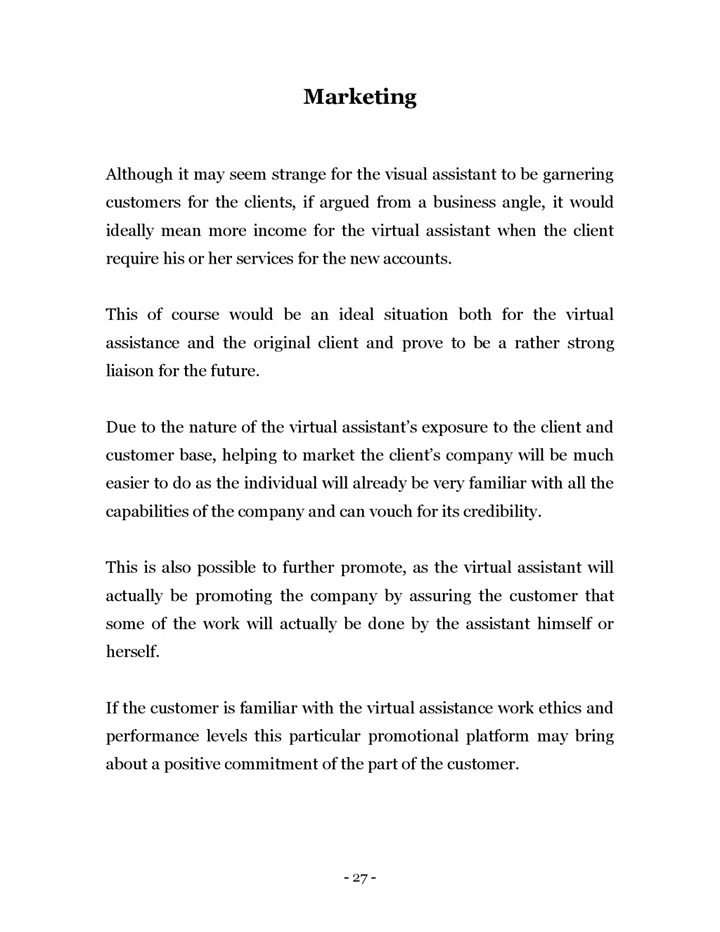 Marketing
Although it may seem strange for the visual assistant to be garnering
customers for the clients, if argued from a business angle, it would
ideally mean more income for the virtual assistant when the client
require his or her services for the new accounts.
This of course would be an ideal situation both for the virtual
assistance and the original client and prove to be a rather strong
liaison for the future.
Due to the nature of the virtual assistant's exposure to the client and
customer base, helping to market the client's company will be much
easier to do as the individual will already be very familiar with all the
capabilities of the company and can vouch for its credibility.
This is also possible to further promote, as the virtual assistant will
actually be promoting the company by assuring the customer that
some of the work will actually be done by the assistant himself or
herself.
If the customer is familiar with the virtual assistance work ethics and
performance levels this particular promotional platform may bring
about a positive commitment of the part of the customer.
- 27 -